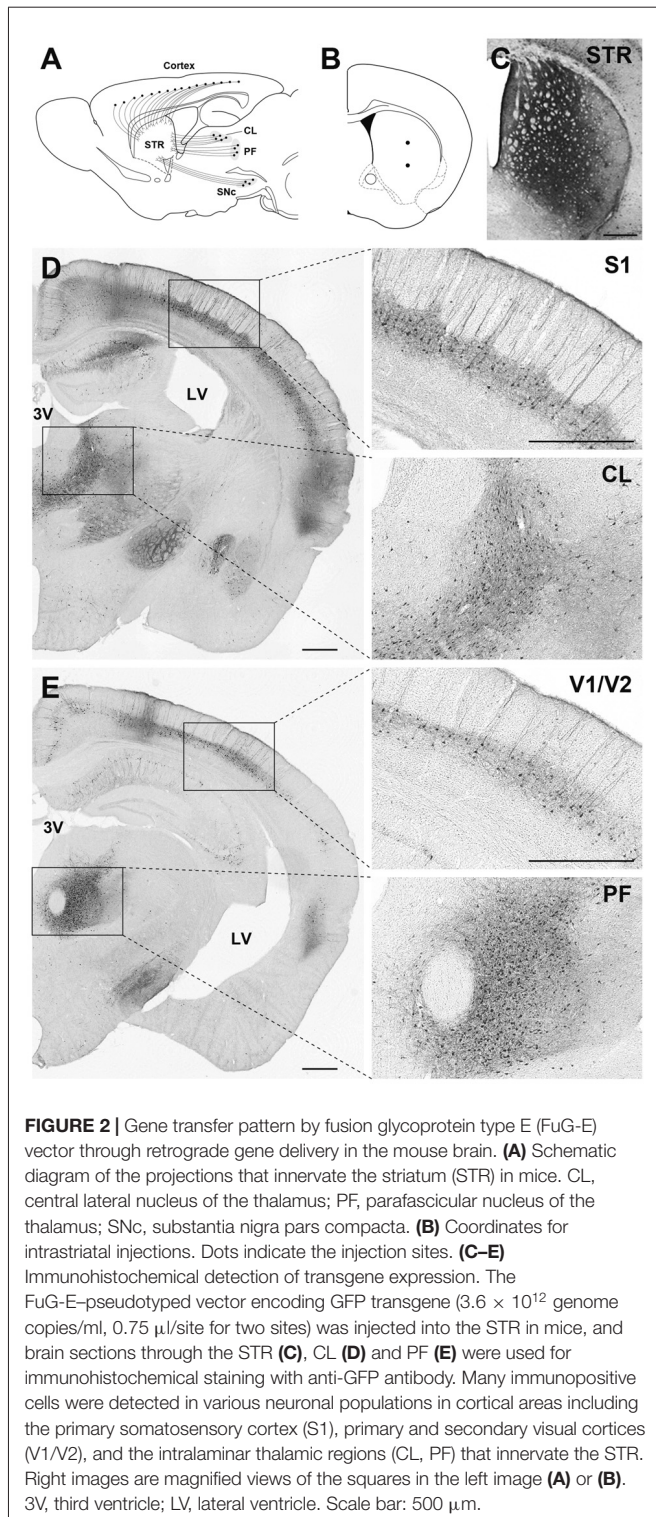 A
B
C
STR
Cortex
CL
STR
PF
SNc
D
S1
LV
3V
CL
E
V1/V2
3V
LV
PF
FIGURE 2 | Gene transfer pattern by fusion glycoprotein type E (FuG-E)
vector through retrograde gene delivery in the mouse brain. (A) Schematic
diagram of the projections that innervate the striatum (STR) in mice. CL,
central lateral nucleus of the thalamus; PF, parafascicular nucleus of the
thalamus; SNc, substantia nigra pars compacta. (B) Coordinates for
intrastriatal injections. Dots indicate the injection sites. (C–E)
Immunohistochemical detection of transgene expression. The
FuG-E–pseudotyped vector encoding GFP transgene (3.6 × 10¹² genome
copies/ml, 0.75 µl/site for two sites) was injected into the STR in mice, and
brain sections through the STR (C), CL (D) and PF (E) were used for
immunohistochemical staining with anti-GFP antibody. Many immunopositive
cells were detected in various neuronal populations in cortical areas including
the primary somatosensory cortex (S1), primary and secondary visual cortices
(V1/V2), and the intralaminar thalamic regions (CL, PF) that innervate the STR.
Right images are magnified views of the squares in the left image (A) or (B).
3V, third ventricle; LV, lateral ventricle. Scale bar: 500 µm.